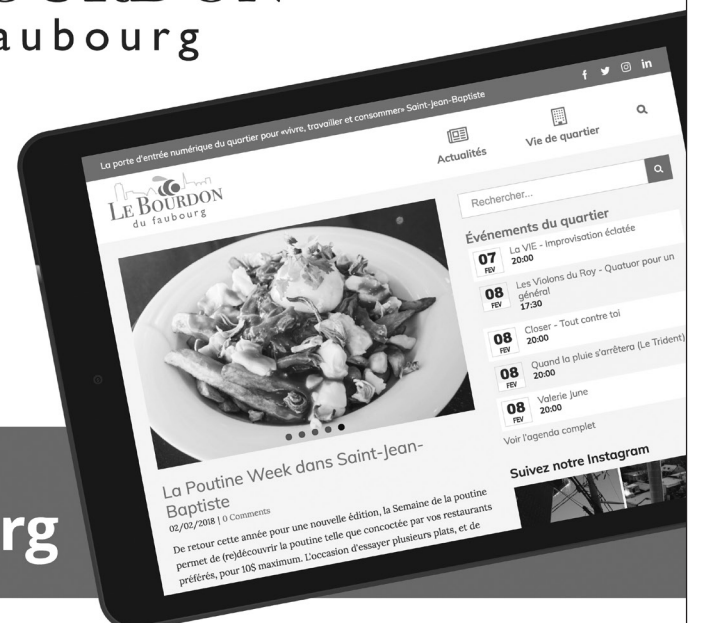 faubourg
La porte d'entrée numérique du quartier pour «vivre, travailler et consommer» Saint-Jean-Baptiste
LE BOURDON
du faubourg
Actualités
Vie de quartier
Rechercher...
Événements du quartier
07
FEV
La VIE - Improvisation éclatée
20:00
08
FEV
Les Violons du Roy - Quatuor pour un
général
17:30
08
FEV
Closer - Tout contre toi
20:00
08
FEV
Quand la pluie s'arrêtera (Le Trident)
20:00
08
FEV
Valerie June
20:00
Voir l'agenda complet
Suivez notre Instagram
La Poutine Week dans Saint-Jean-
Baptiste
02/02/2018 | 0 Comments
De retour cette année pour une nouvelle édition, la Semaine de la poutine
permet de (re)découvrir la poutine telle que concoctée par vos restaurants
préférés, pour 10$ maximum. L'occasion d'essayer plusieurs plats, et de
rg